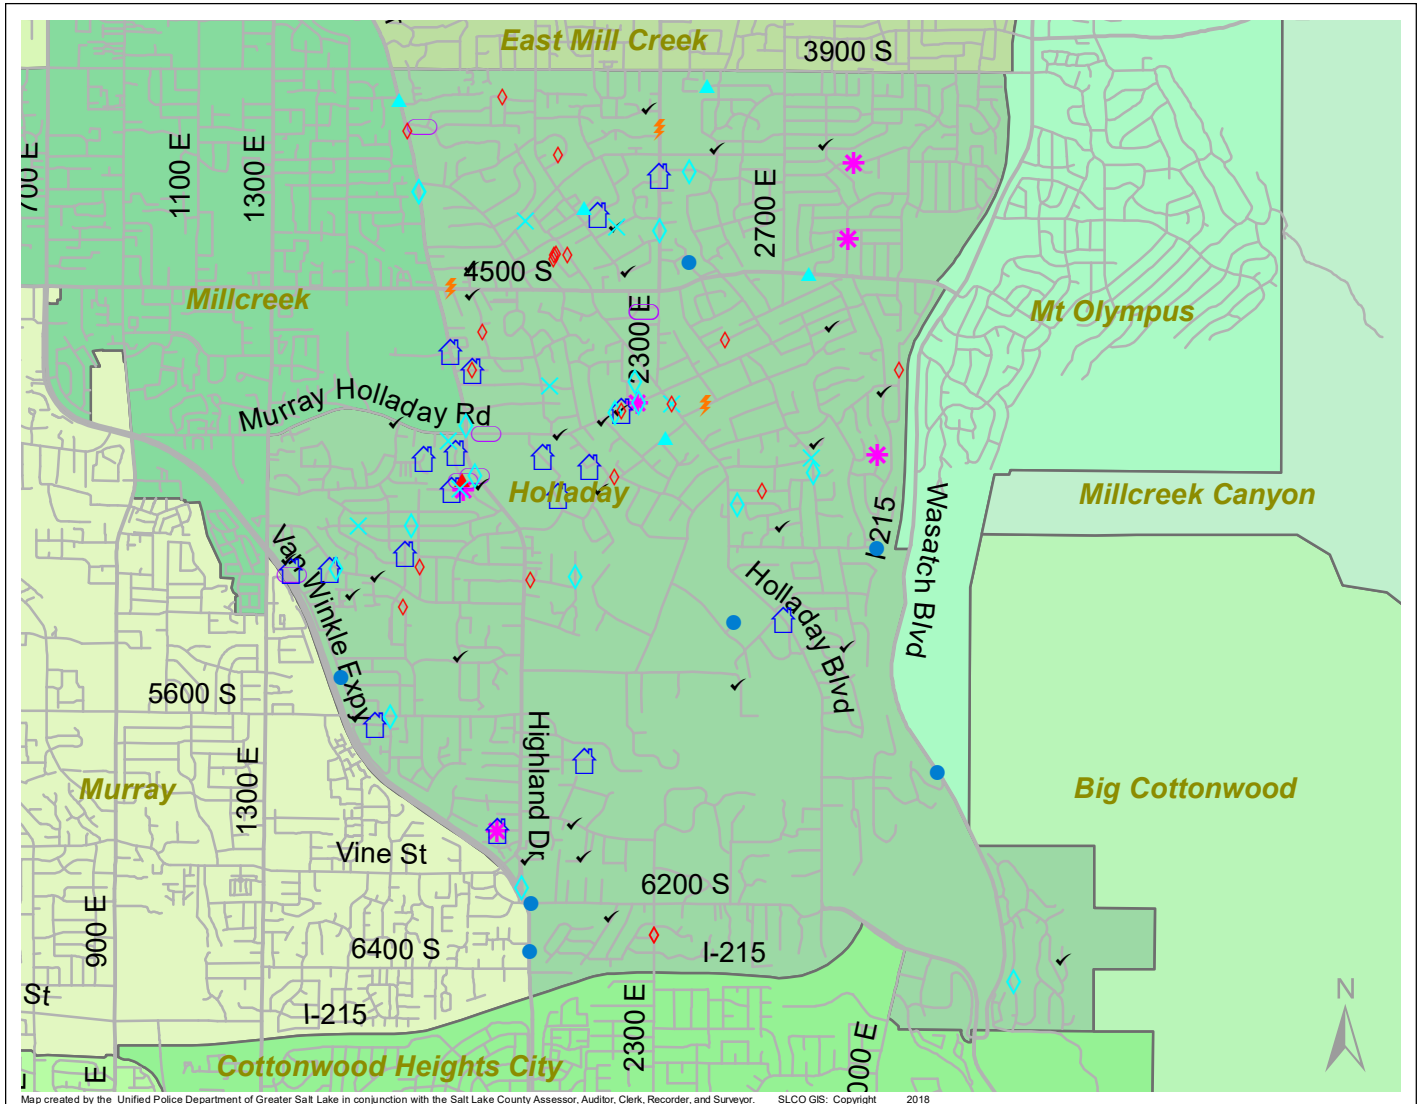 East Mill Creek
3900 S
700 E
1100 E
1300 E
2700 E
4500 S
Millcreek
2300 E
Mt Olympus
Murray Holladay Rd
Holladay
Millcreek Canyon
I-215
Wasatch Blvd
Van Winkle Expy
Holladay Blvd
5600 S
Highland Dr
Murray
1300 E
Big Cottonwood
Vine St
6200 S
900 E
6400 S
I-215
St
I-215
2300 E
N
Cottonwood Heights City
E
000 E
Map created by the Unified Police Department of Greater Salt Lake in conjunction with the Salt Lake County Assessor, Auditor, Clerk, Recorder, and Surveyor. SLCO GIS: Copyright 2018